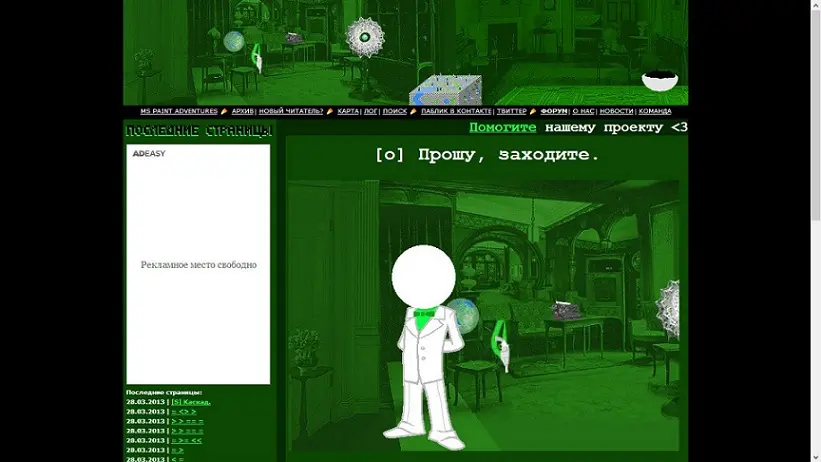 MS PAINT ADVENTURES АРХИВ | НОВЫЙ ЧИТАТЕЛЬ? КАРТА | ЛОГ | ПОИСК ПАБЛИК В КОНТАКТЕ | ТВИТТЕР ФОРУМ | О НАС | НОВОСТИ | КОМАНДА
ПОСЛЕДНИЕ СТРАНИЦЫ
Помогите нашему проекту <3
ADEASY
[o] Прошу, заходите.
Рекламное место свободно
Последние страницы:
28.03.2013 | [S] Каскад.
28.03.2013 | = <> >
28.03.2013 | > > == =
28.03.2013 | > > == =
28.03.2013 | = >= <<
28.03.2013 | = >
28.03.2013 | < =